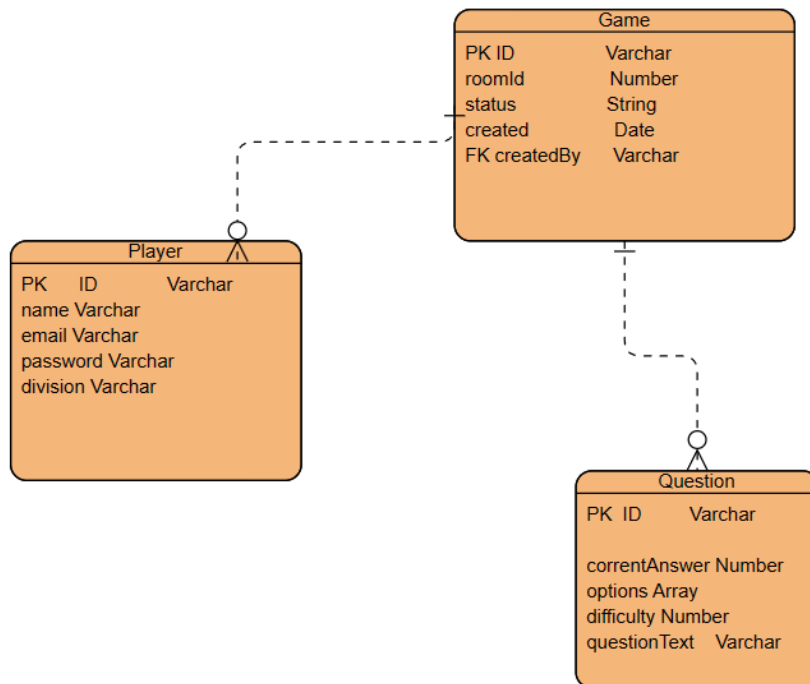 Game
PK ID Varchar
roomId Number
status String
created Date
FK createdBy Varchar
Player
PK ID Varchar
name Varchar
email Varchar
password Varchar
division Varchar
Question
PK ID Varchar
correntAnswer Number
options Array
difficulty Number
questionText Varchar